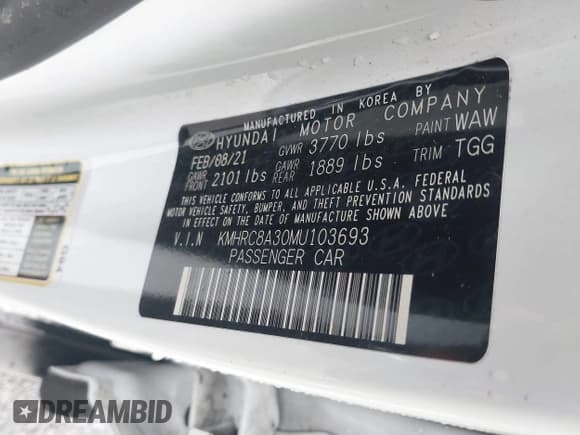 MANUFACTURED IN KOREA BY
HYUNDAI MOTOR COMPANY
FEB/08/21 GVWR 3770 lbs PAINT WAW
GAWR FRONT 2101 lbs GAWR REAR 1889 lbs TRIM TGG
THIS VEHICLE CONFORMS TO ALL APPLICABLE U.S.A. FEDERAL
MOTOR VEHICLE SAFETY, BUMPER, AND THEFT PREVENTION STANDARDS
IN EFFECT ON THE DATE OF MANUFACTURE SHOWN ABOVE
V.I.N KMHRC8A30MU103693
PASSENGER CAR
DREAMBID